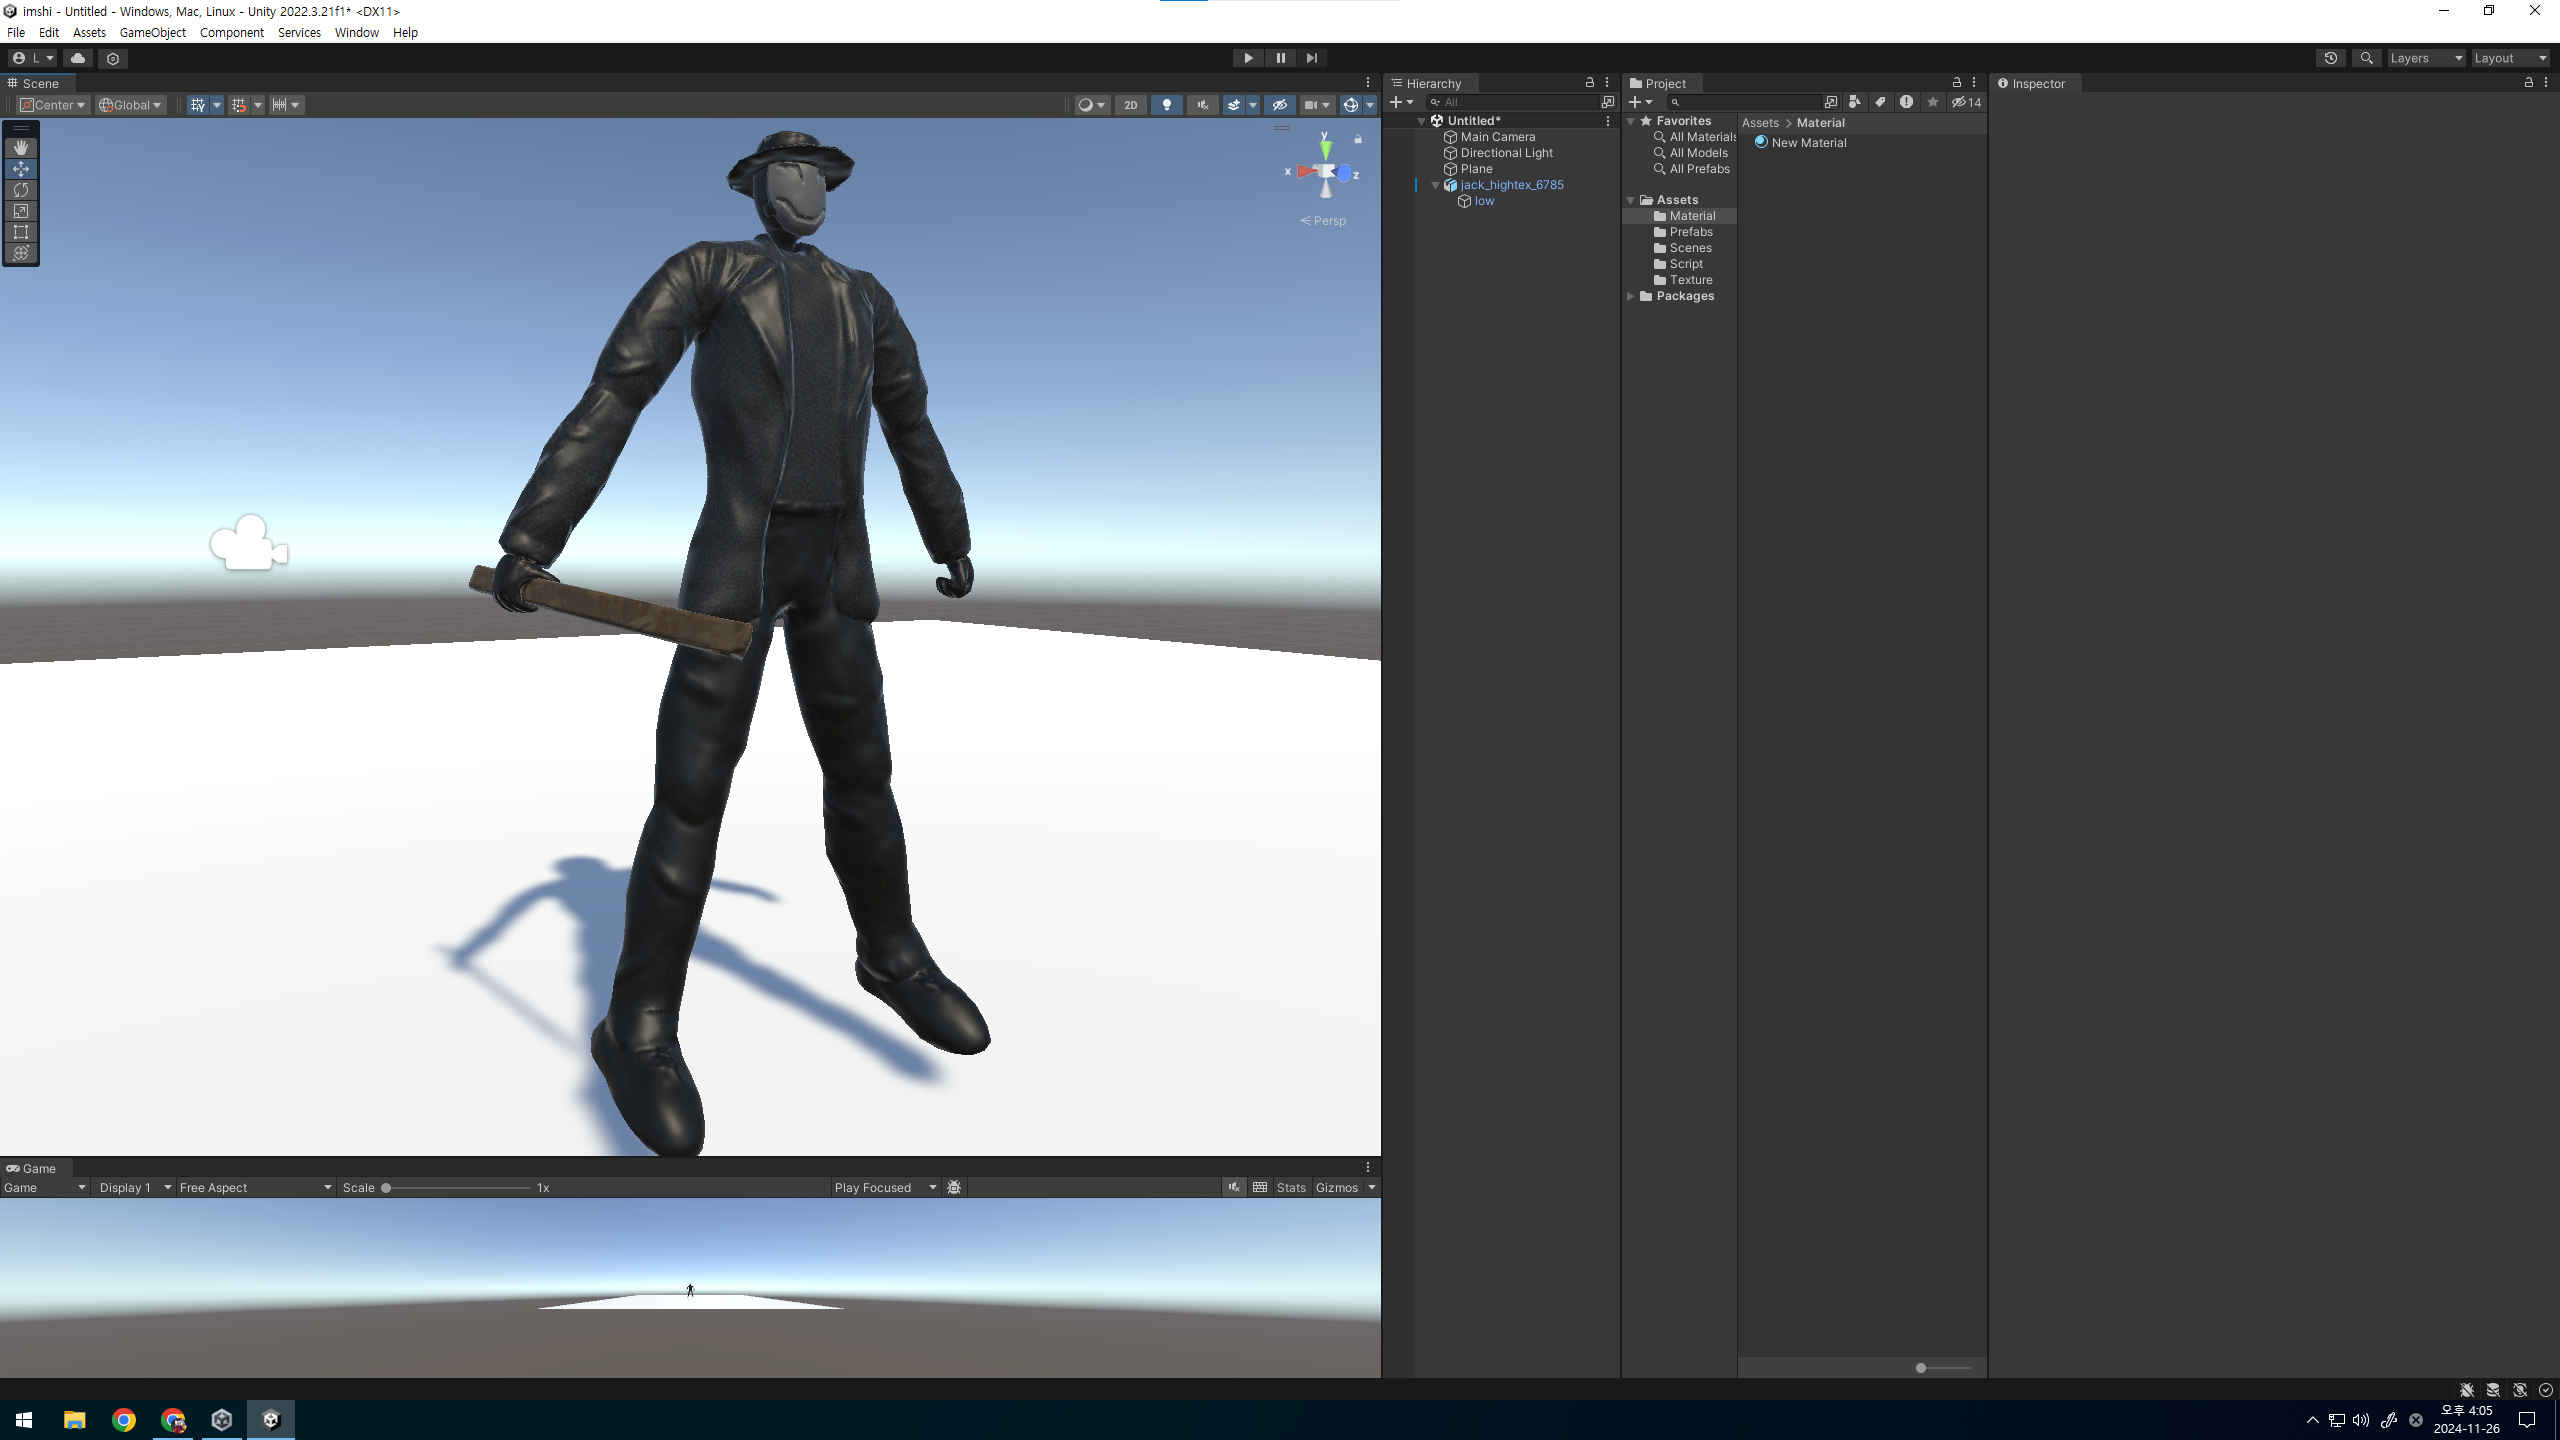 imshi - Untitled - Windows, Mac, Linux - Unity 2022.3.21f1* <DX11>
File Edit Assets GameObject Component Services Window Help
L
Layers Layout
Scene
Center Global
2D
y
x
z
Persp
Hierarchy
All
Untitled*
Main Camera
Directional Light
Plane
jack_hightex_6785
low
Project
14
Favorites
All Materials
All Models
All Prefabs
Assets
Material
Prefabs
Scenes
Script
Texture
Packages
Assets > Material
New Material
Inspector
Game
Game Display 1 Free Aspect Scale 1x Play Focused Stats Gizmos
오후 4:05
2024-11-26